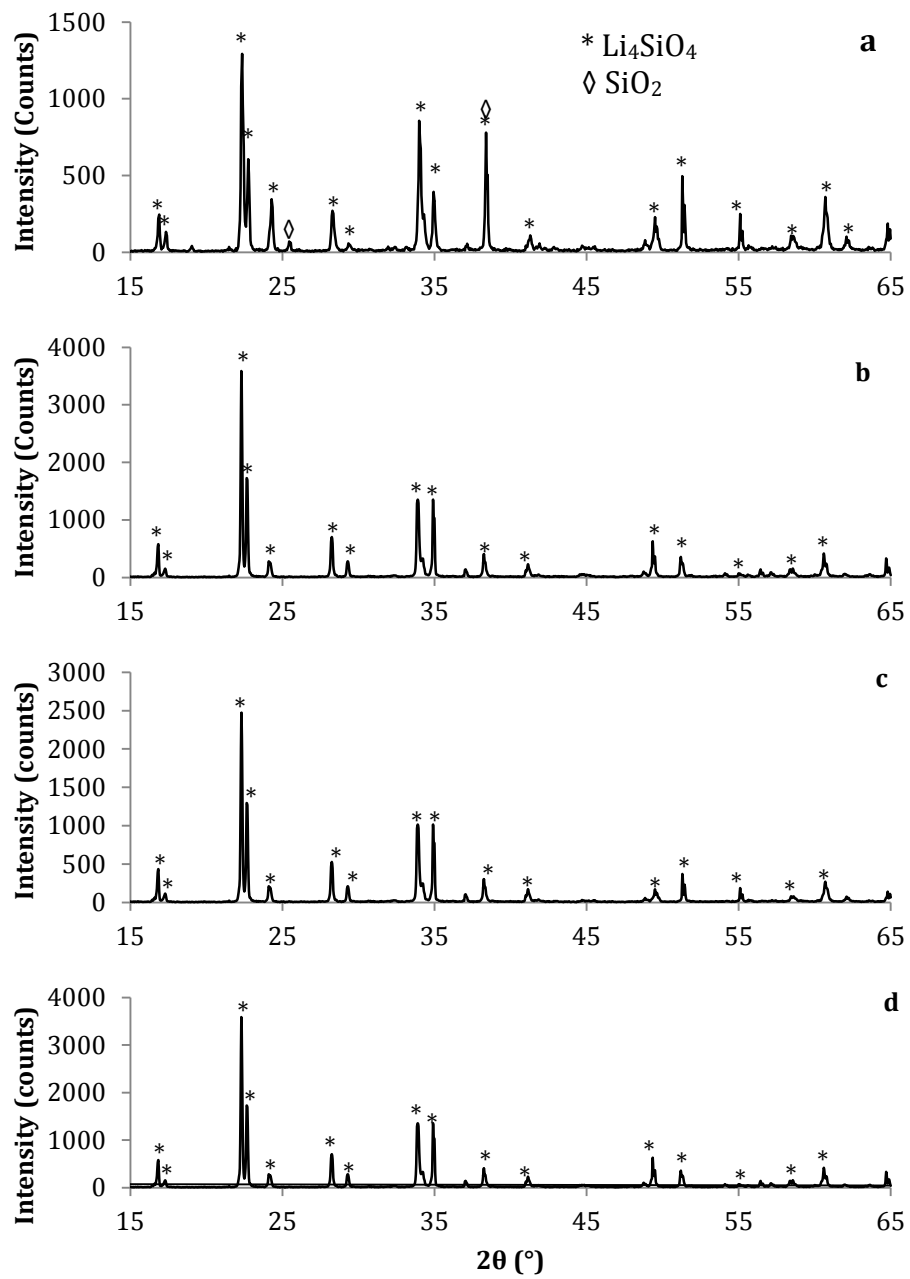 Intensity (Counts)
1500
1000
500
0
* Li₄SiO₄
◊ SiO₂
a
* * * ◊ * * * * * ◊ * * * * * * * *
15 25 35 45 55 65
Intensity (Counts)
4000
3000
2000
1000
0
b
* * * * * * * * * * * * * * * *
15 25 35 45 55 65
Intensity (counts)
3000
2500
2000
1500
1000
500
0
c
* * * * * * * * * * * * * * * *
15 25 35 45 55 65
Intensity (counts)
4000
3000
2000
1000
0
d
* * * * * * * * * * * * * * * *
15 25 35 45 55 65
2θ (°)